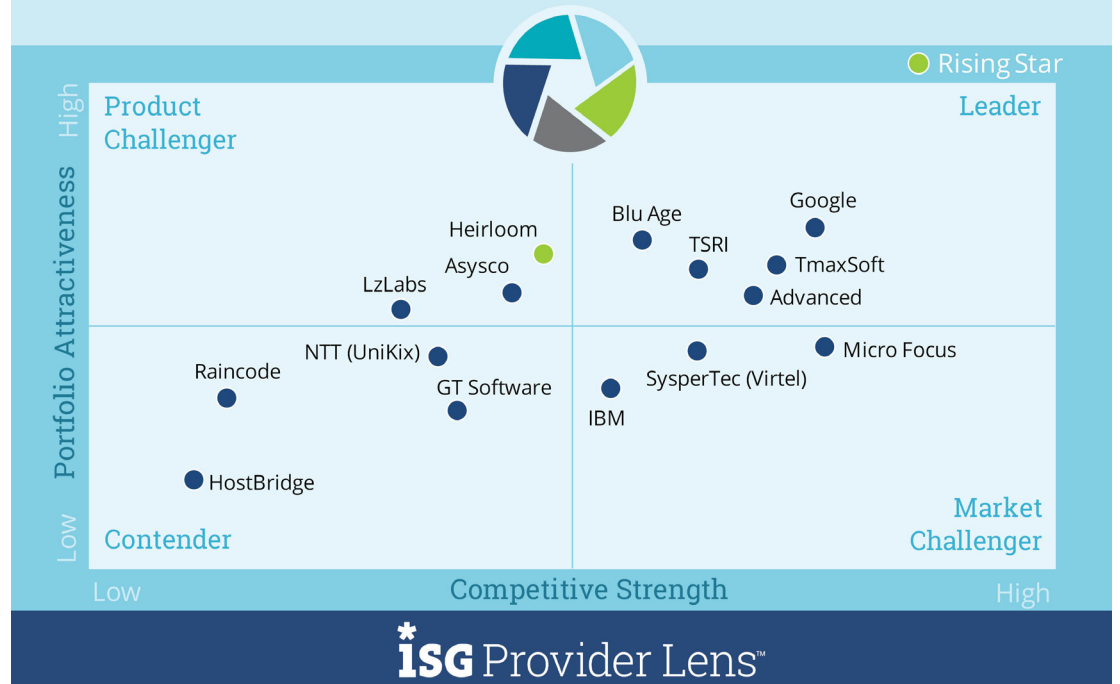 Rising Star
High
Product
Challenger
Leader
Portfolio Attractiveness
Google
Blu Age
Heirloom
TSRI
Asysco
TmaxSoft
LzLabs
Advanced
NTT (UniKix)
Micro Focus
Raincode
SysperTec (Virtel)
GT Software
IBM
HostBridge
Low
Contender
Market
Challenger
Low
Competitive Strength
High
*iSG Provider Lens™